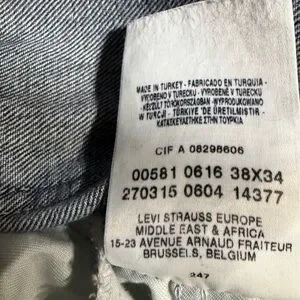 MADE IN TURKEY - FABRICADO EN TURQUIA -
VYROBENO V TURECKU - VYROBENÉ V TURECKU
- KÉSZÜLT TÖRÖKORSZÁGBAN - WYPRODUKOWANO
W TURCJI - TÜRKİYE'DE ÜRETİLMİŞTİR -
ΚΑΤΑΣΚΕΥΑΖΤΗΚΕ ΣΤΗΝ ΤΟΥΡΚΙΑ
CIF A 08298606
00581 0616 38X34
270315 0604 14377
LEVI STRAUSS EUROPE
MIDDLE EAST & AFRICA
15-23 AVENUE ARNAUD FRAITEUR
BRUSSELS, BELGIUM
247